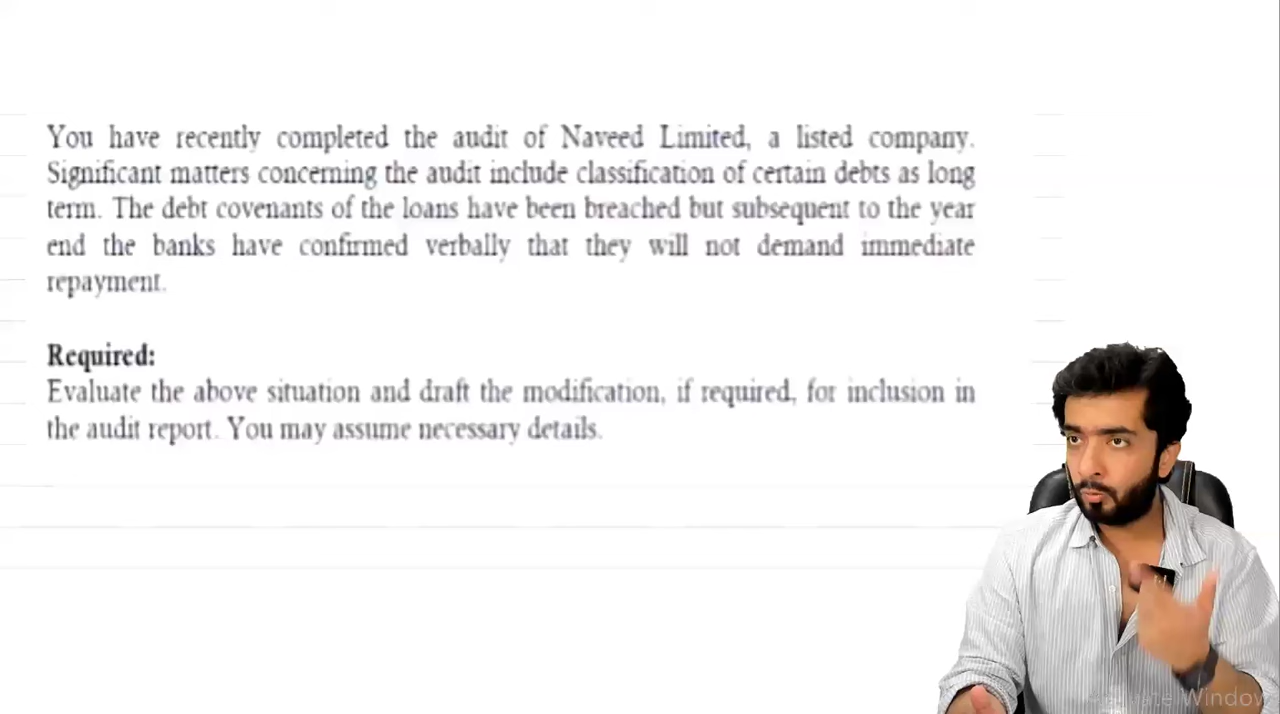 You have recently completed the audit of Naveed Limited, a listed company.
Significant matters concerning the audit include classification of certain debts as long
term. The debt covenants of the loans have been breached but subsequent to the year
end the banks have confirmed verbally that they will not demand immediate
repayment.
Required:
Evaluate the above situation and draft the modification, if required, for inclusion in
the audit report. You may assume necessary details.